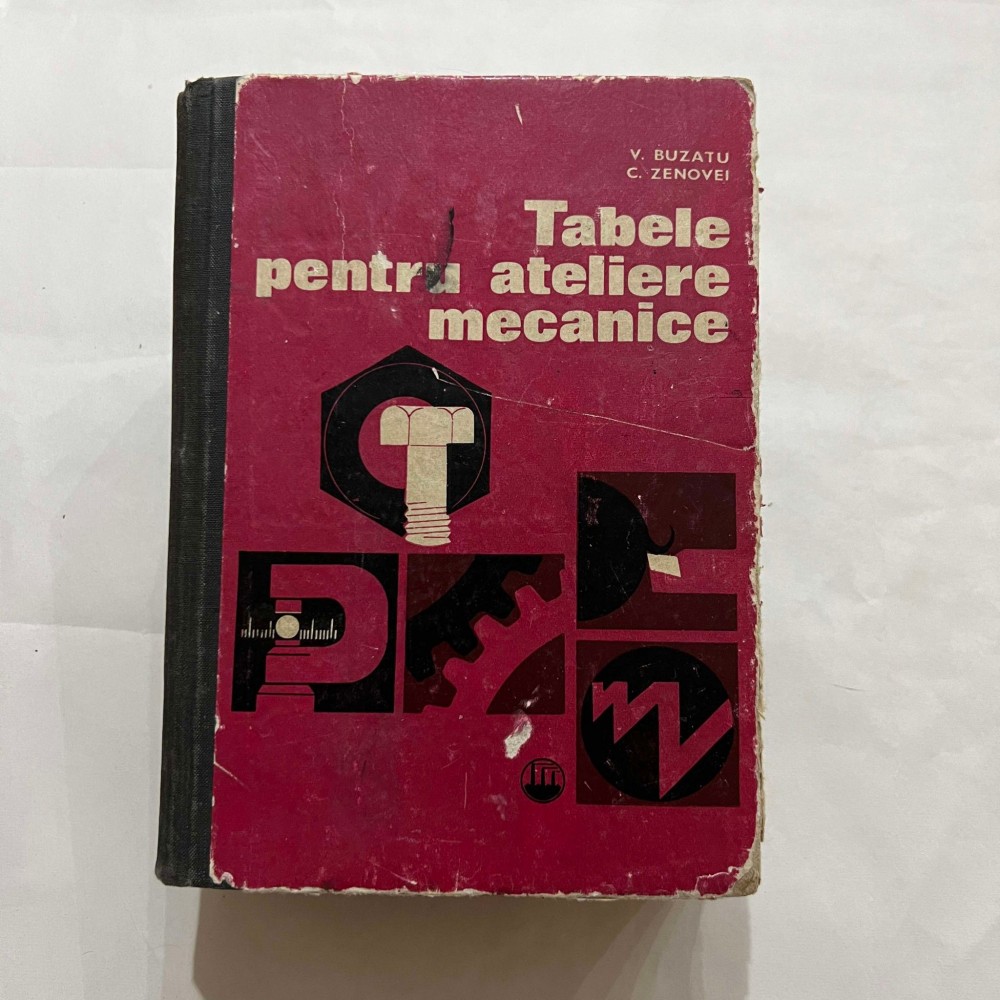 V. BUZATU
C. ZENOVEI
Tabele
pentru ateliere
mecanice